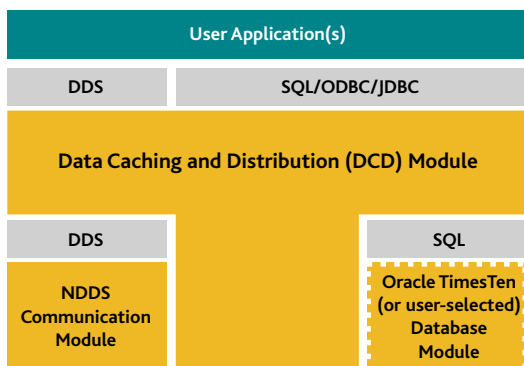 User Application(s)
DDS
SQL/ODBC/JDBC
Data Caching and Distribution (DCD) Module
DDS
SQL
NDDS
Communication
Module
Oracle TimesTen
(or user-selected)
Database
Module